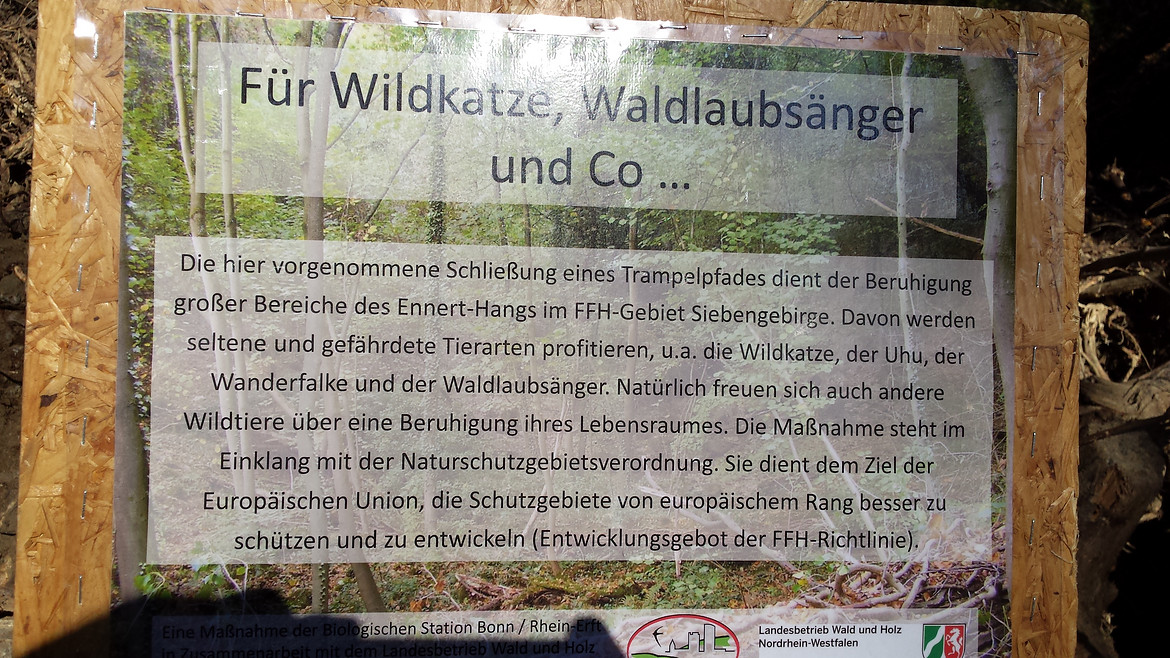 Für Wildkatze, Waldlaubsänger
und Co ...
Die hier vorgenommene Schließung eines Trampelpfades dient der Beruhigung
großer Bereiche des Ennert-Hangs im FFH-Gebiet Siebengebirge. Davon werden
seltene und gefährdete Tierarten profitieren, u.a. die Wildkatze, der Uhu, der
Wanderfalke und der Waldlaubsänger. Natürlich freuen sich auch andere
Wildtiere über eine Beruhigung ihres Lebensraumes. Die Maßnahme steht im
Einklang mit der Naturschutzgebietsverordnung. Sie dient dem Ziel der
Europäischen Union, die Schutzgebiete von europäischem Rang besser zu
schützen und zu entwickeln (Entwicklungsgebot der FFH-Richtlinie).
Eine Maßnahme der Biologischen Station Bonn / Rhein-Erft
in Zusammenarbeit mit dem Landesbetrieb Wald und Holz
Landesbetrieb Wald und Holz
Nordrhein-Westfalen